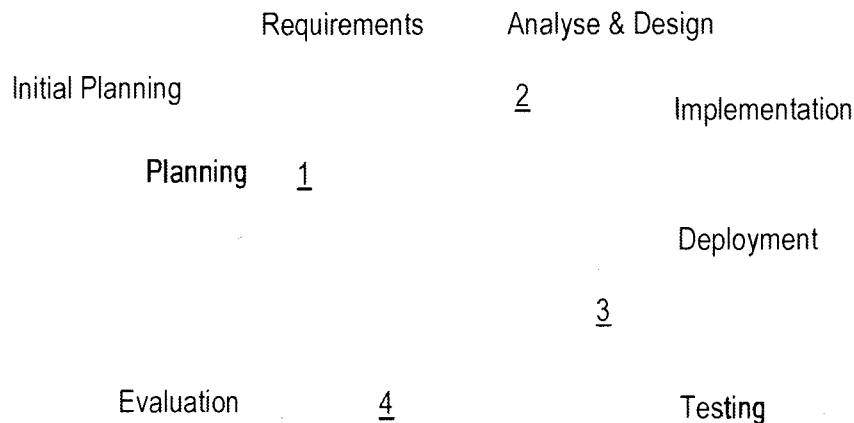 Requirements Analyse & Design
Initial Planning 2 Implementation
Planning 1
Deployment
3
Evaluation 4 Testing